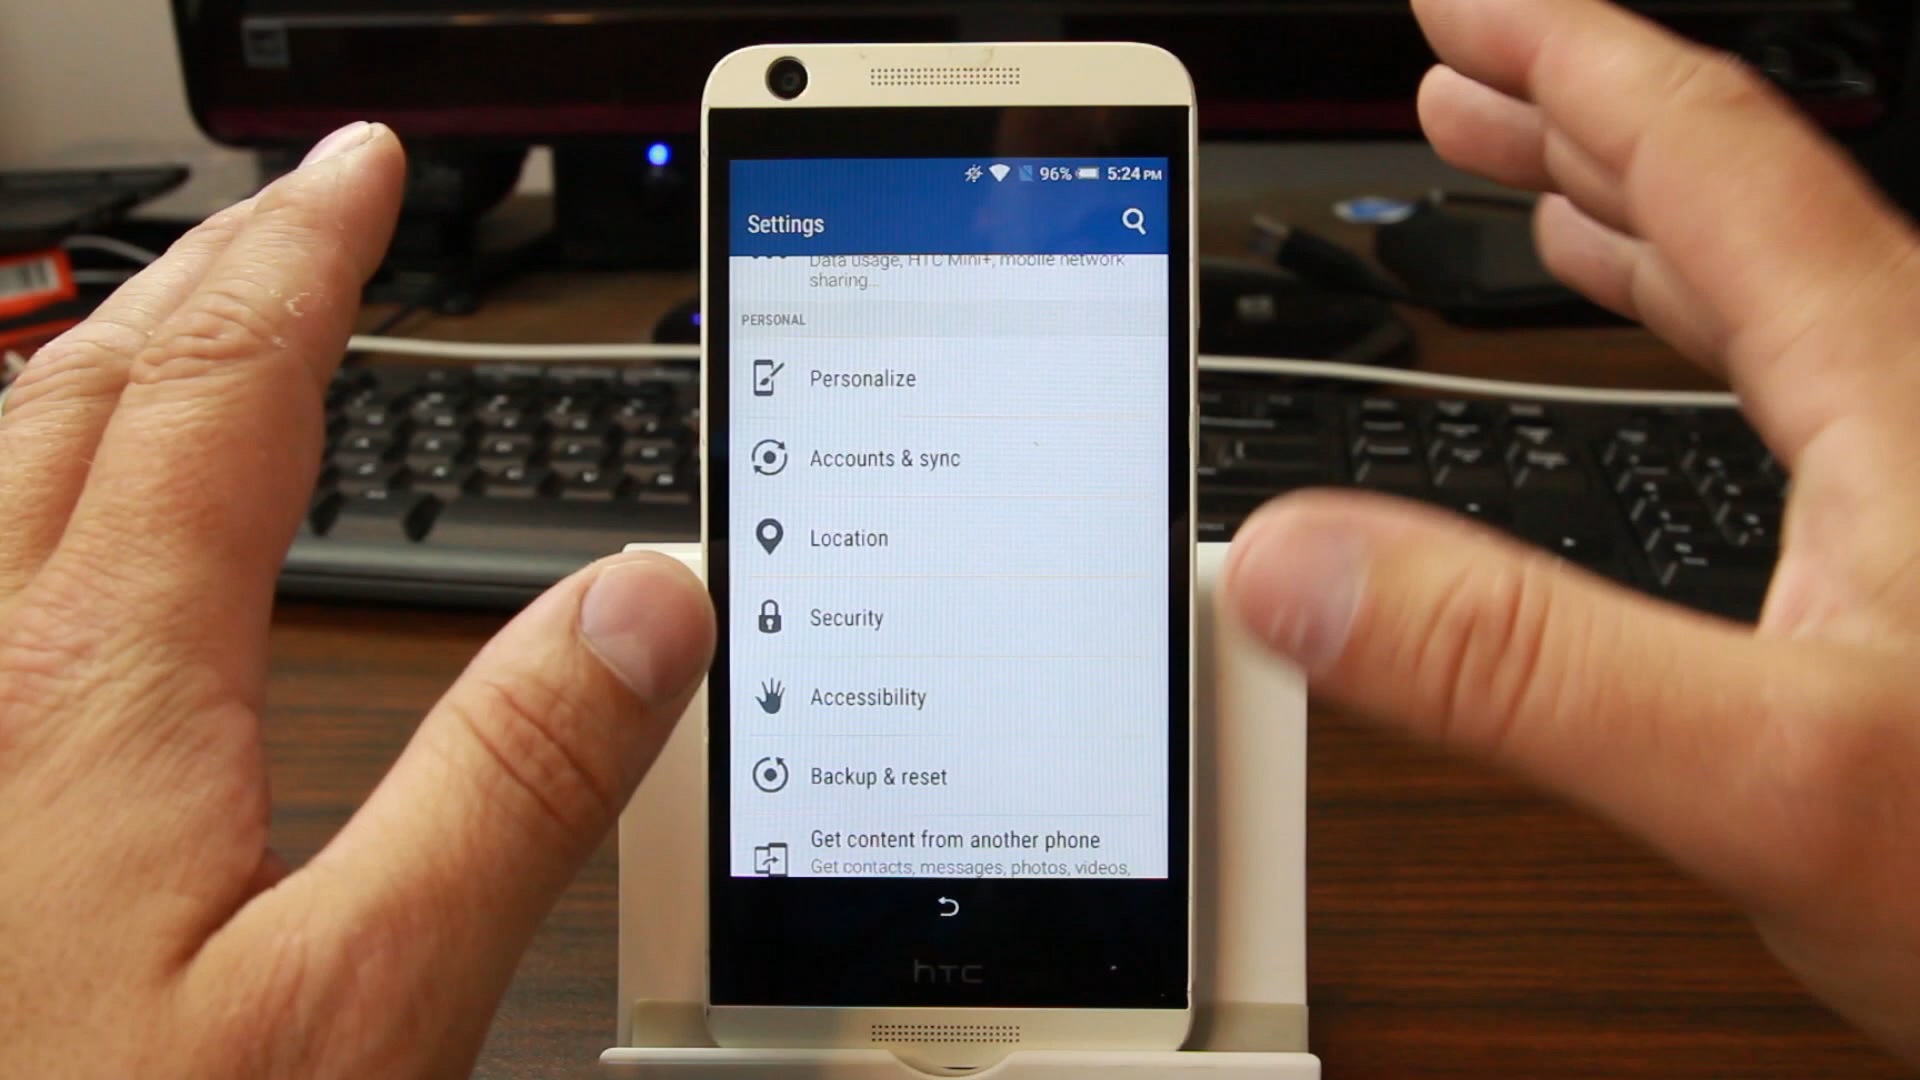 96% 5:24 PM
Settings
Data usage, HTC Mini+, mobile network
sharing...
PERSONAL
Personalize
Accounts & sync
Location
Security
Accessibility
Backup & reset
Get content from another phone
Get contacts, messages, photos, videos,
hTC